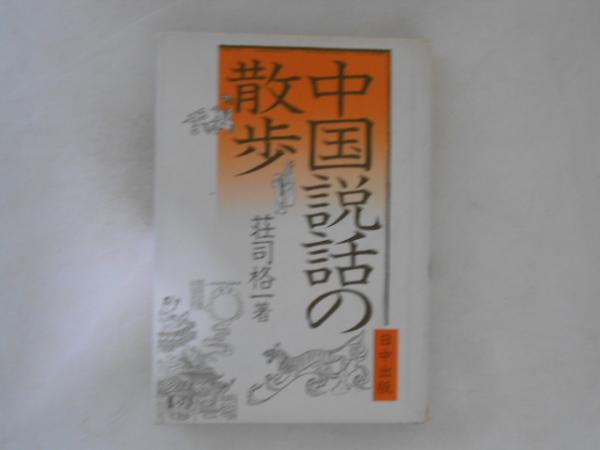 中国説話の
散歩
荘司格一著
日中出版